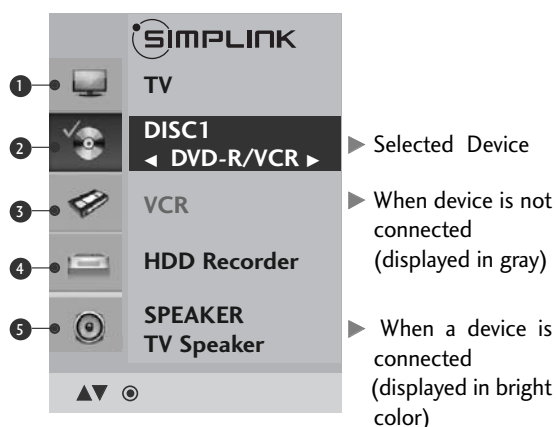 SIMPLINK
1 TV
2 DISC1
◄ DVD-R/VCR ►
3 VCR
4 HDD Recorder
5 SPEAKER
TV Speaker
▲▼ ◉
▶ Selected Device
▶ When device is not
connected
(displayed in gray)
▶ When a device is
connected
(displayed in bright
color)